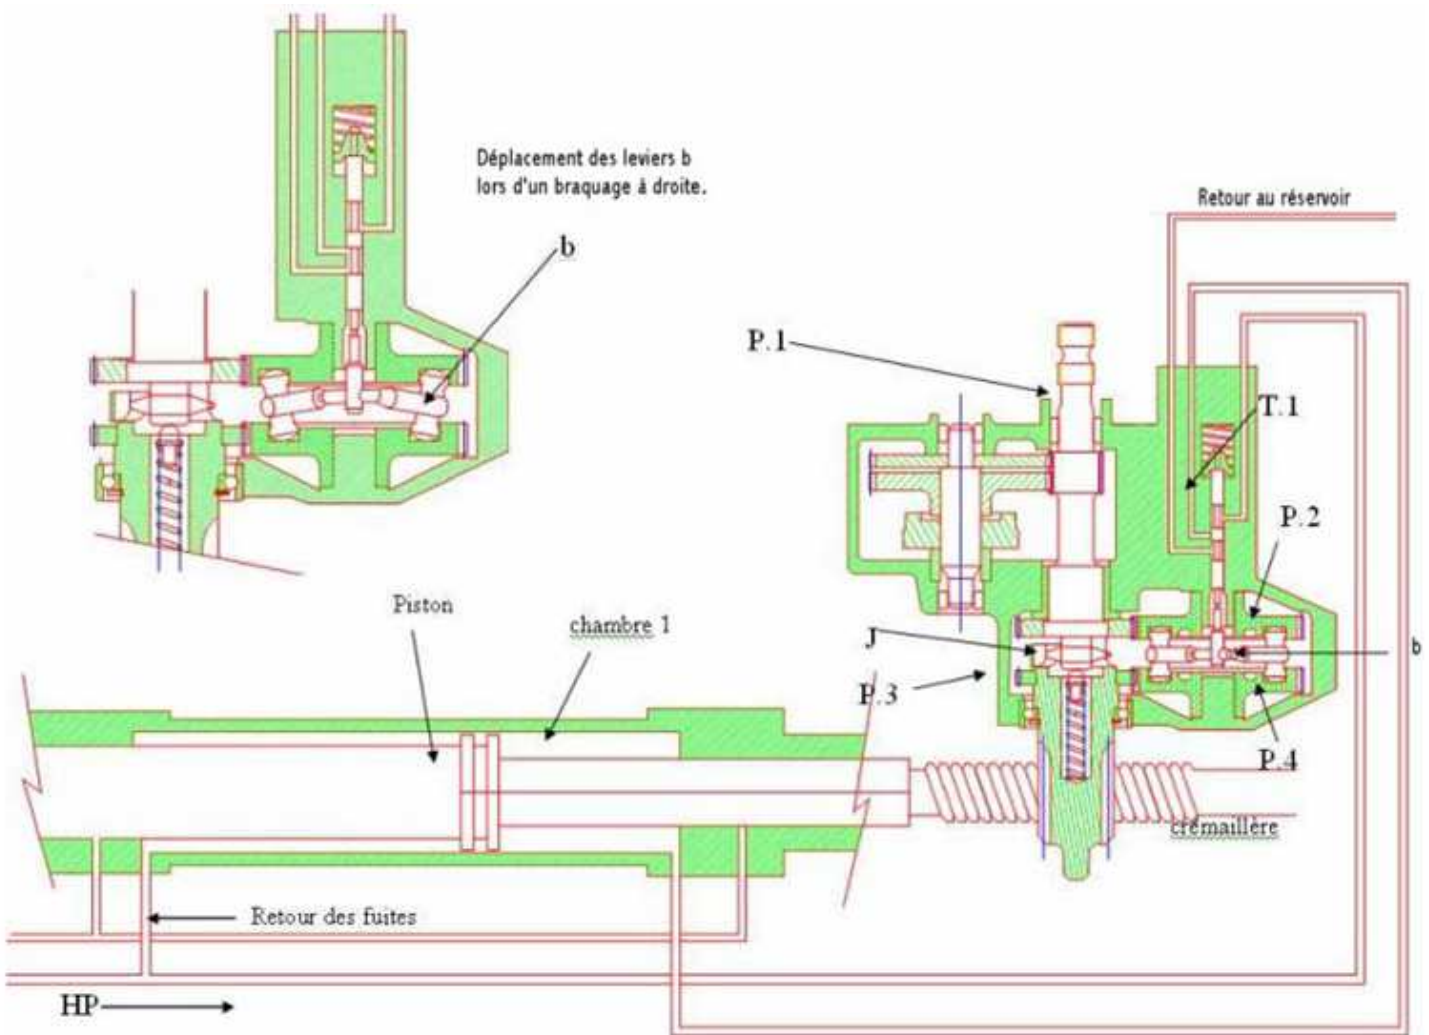 Déplacement des leviers b
lors d'un braquage à droite.
b
Retour au réservoir
P.1
T.1
P.2
Piston
chambre 1
J
b
P.3
P.4
crémaillère
Retour des fuites
HP